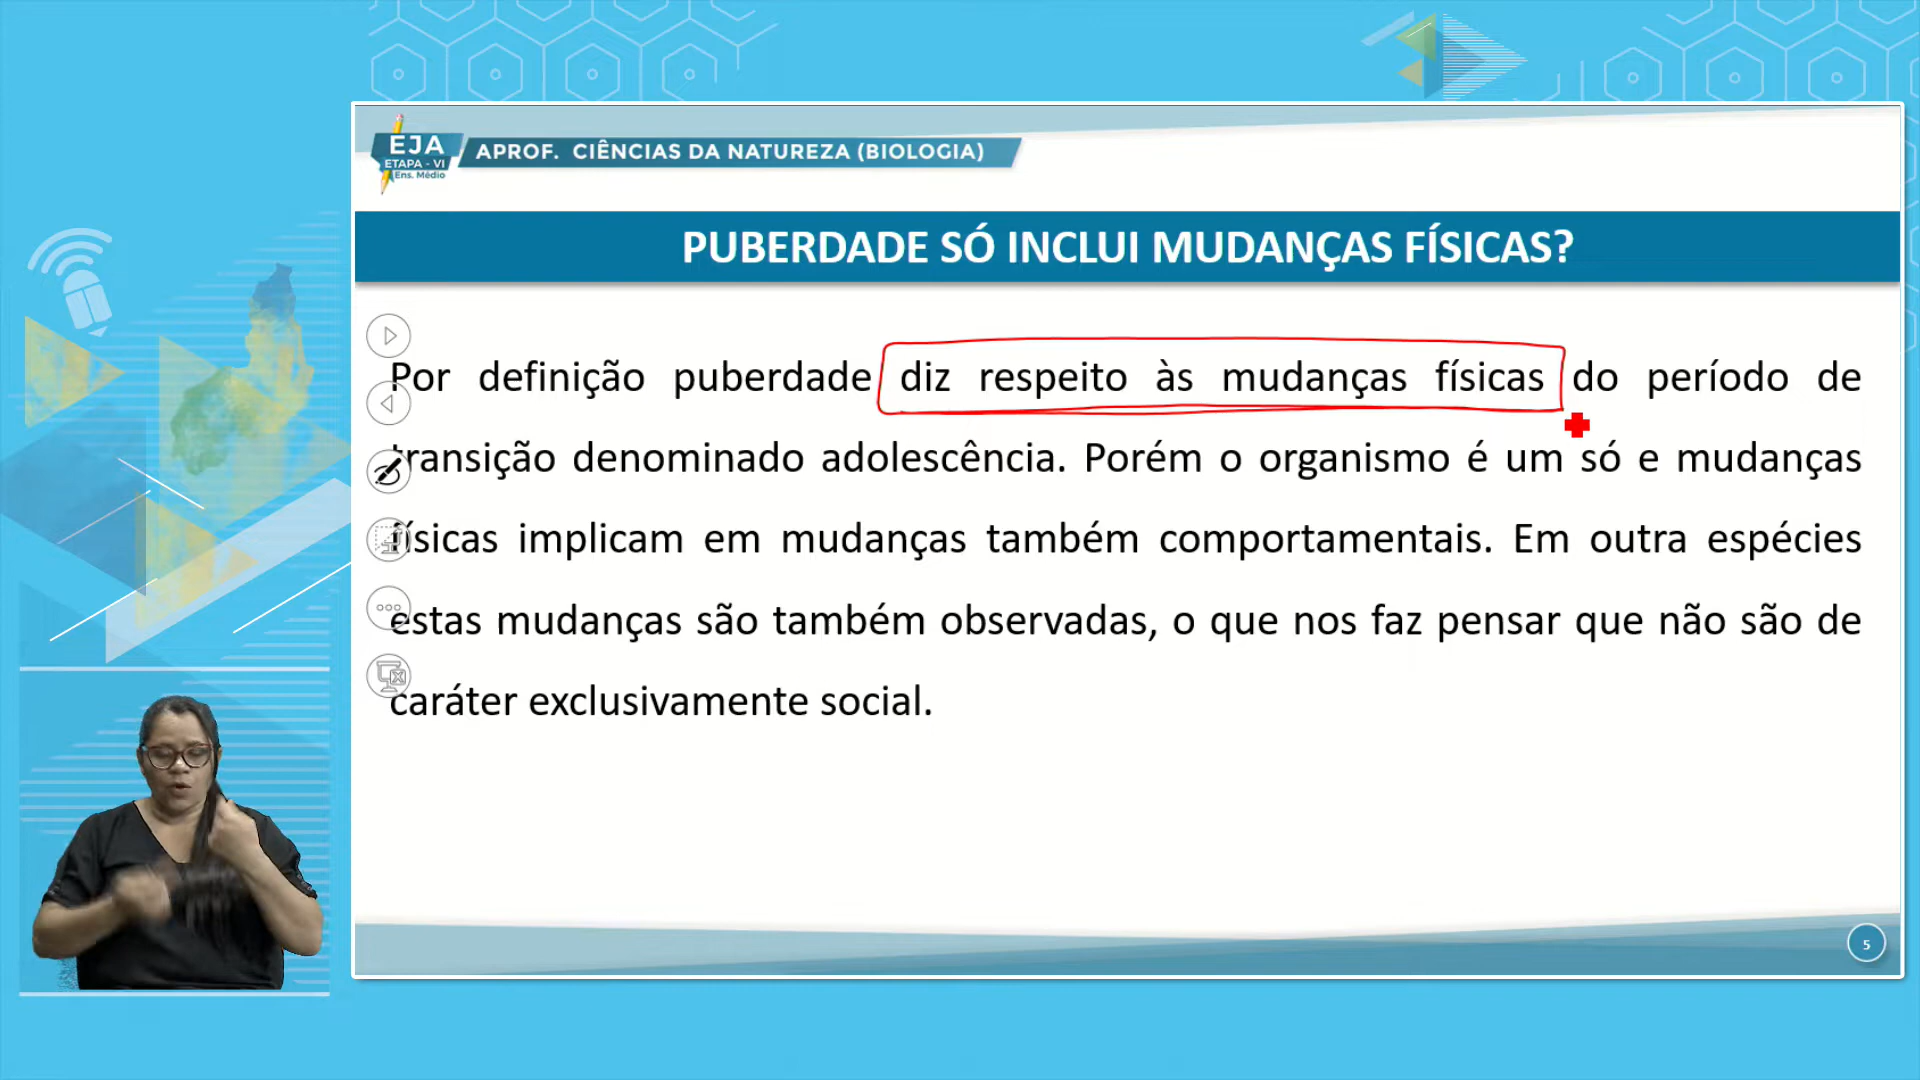 EJA
ETAPA - VI
Ens. Médio
APROF. CIÊNCIAS DA NATUREZA (BIOLOGIA)
PUBERDADE SÓ INCLUI MUDANÇAS FÍSICAS?
Por definição puberdade diz respeito às mudanças físicas do período de
transição denominado adolescência. Porém o organismo é um só e mudanças
físicas implicam em mudanças também comportamentais. Em outra espécies
estas mudanças são também observadas, o que nos faz pensar que não são de
caráter exclusivamente social.
5